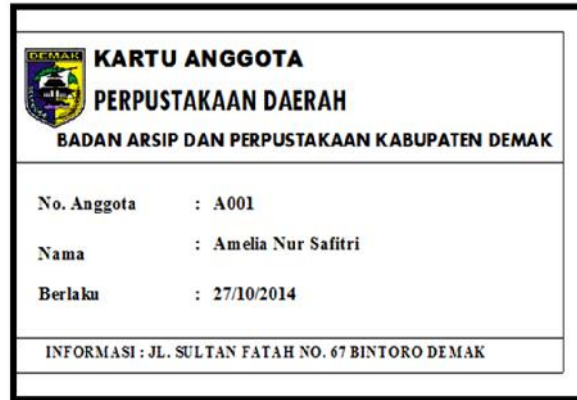 DEMAK
KARTU ANGGOTA
PERPUSTAKAAN DAERAH
BADAN ARSIP DAN PERPUSTAKAAN KABUPATEN DEMAK
No. Anggota : A001
Nama : Amelia Nur Safitri
Berlaku : 27/10/2014
INFORMASI : JL. SULTAN FATAH NO. 67 BINTORO DEMAK